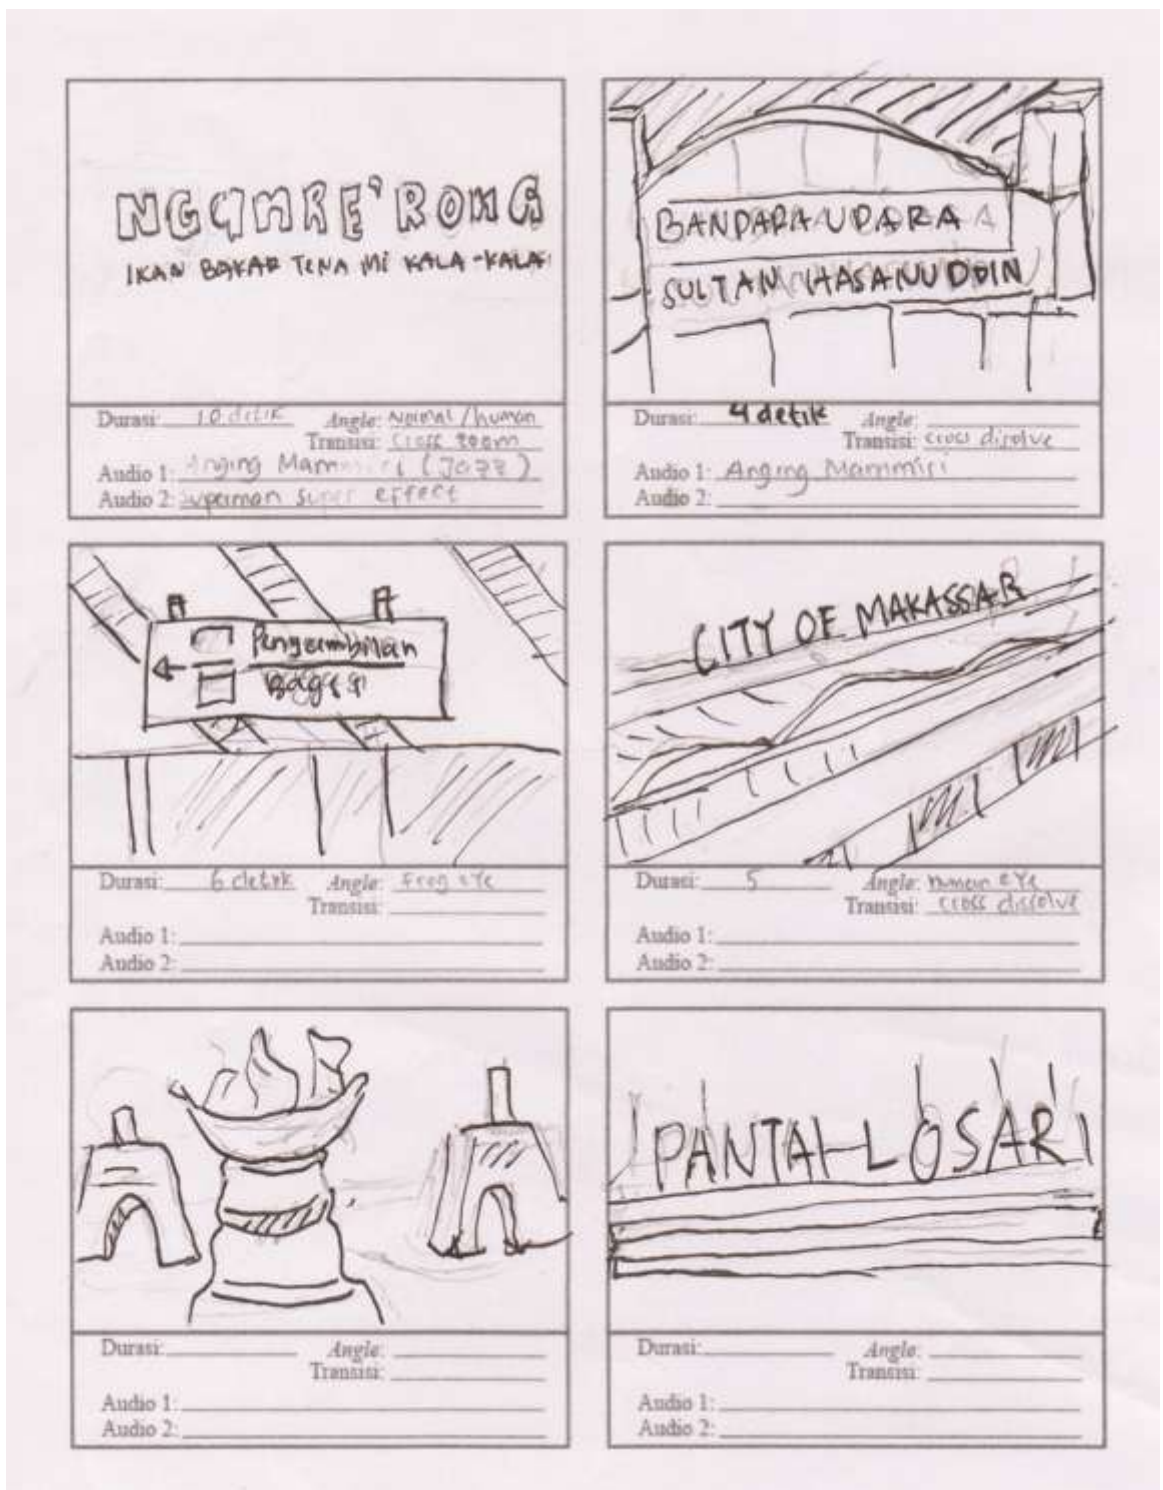 NGANRE' RONG
IKAN BAKAR TENA MI KALA-KALA
Durasi: 10 detik Angle: Normal/human
Transisi: Cross zoom
Audio 1: Anging Mammiri (Jazz)
Audio 2: Superman super effect
BANDARA UDARA
SULTAN HASANUDDIN
Durasi: 4 detik Angle:
Transisi: cross disolve
Audio 1: Anging Mammiri
Audio 2:
Pengambilan
Bagasi
Durasi: 6 detik Angle: Frog eye
Transisi:
Audio 1:
Audio 2:
CITY OF MAKASSAR
Durasi: 5 Angle: human eye
Transisi: cross dissolve
Audio 1:
Audio 2:
Durasi: Angle:
Transisi:
Audio 1:
Audio 2:
PANTAI LOSARI
Durasi: Angle:
Transisi:
Audio 1:
Audio 2: